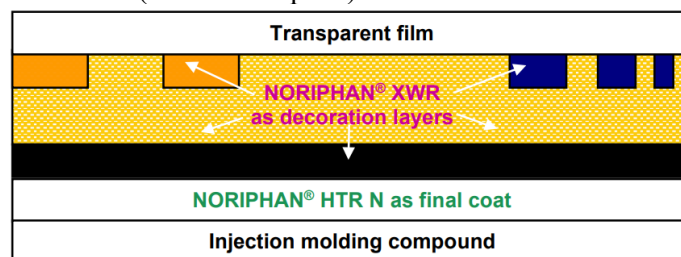 Transparent film
NORIPHAN® XWR
as decoration layers
NORIPHAN® HTR N as final coat
Injection molding compound